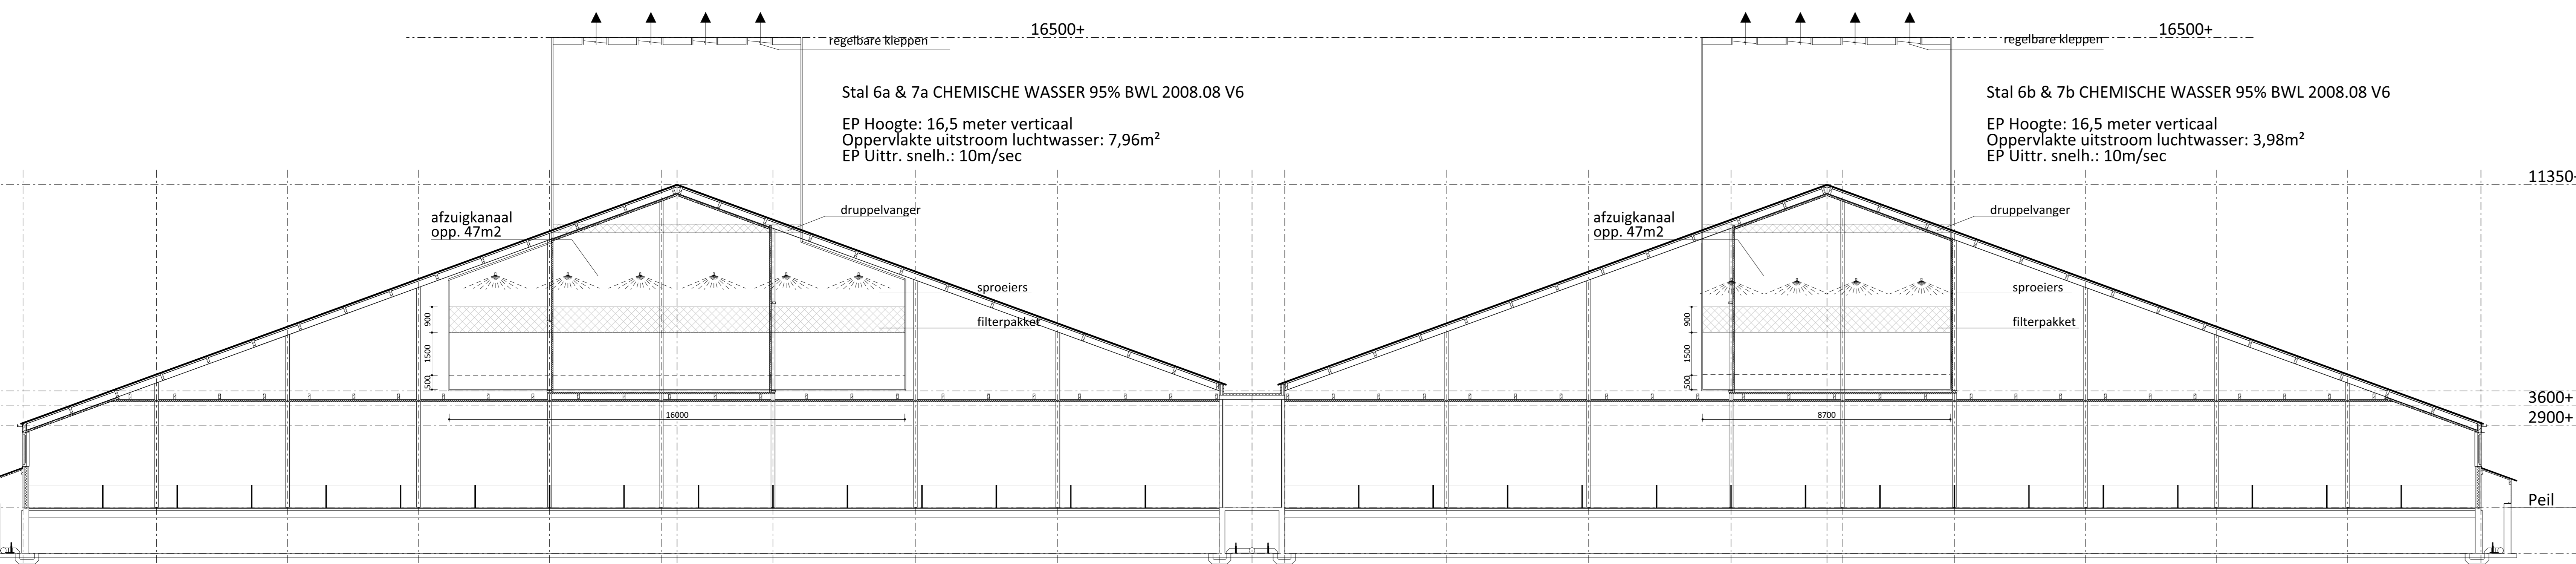 16500+
regelbare kleppen
Stal 6a & 7a CHEMISCHE WASSER 95% BWL 2008.08 V6
EP Hoogte: 16,5 meter verticaal
Oppervlakte uitstroom luchtwasser: 7,96m²
EP Uittr. snelh.: 10m/sec
afzuigkanaal
opp. 47m2
druppelvanger
sproeiers
filterpakket
900
1500
500
16000
16500+
regelbare kleppen
Stal 6b & 7b CHEMISCHE WASSER 95% BWL 2008.08 V6
EP Hoogte: 16,5 meter verticaal
Oppervlakte uitstroom luchtwasser: 3,98m²
EP Uittr. snelh.: 10m/sec
afzuigkanaal
opp. 47m2
druppelvanger
sproeiers
filterpakket
900
1500
500
8700
11350+
3600+
2900+
Peil